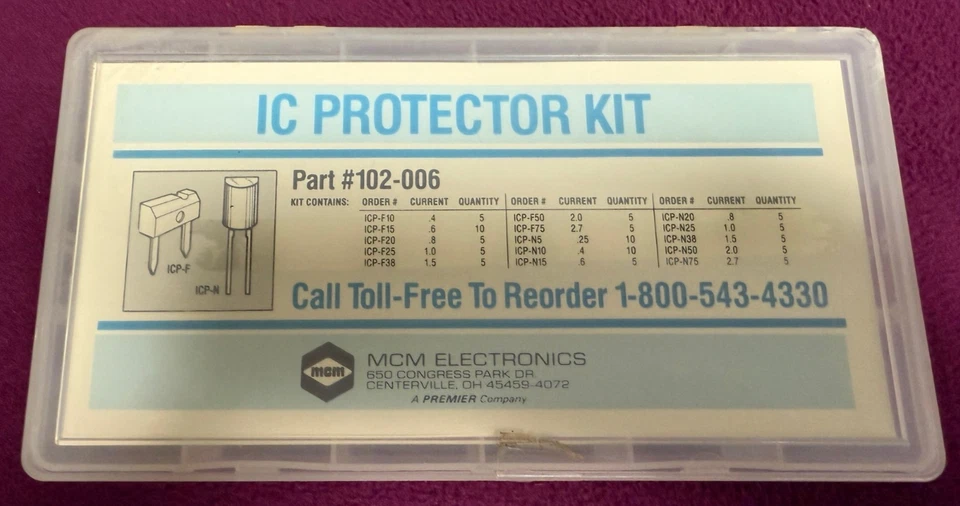 IC PROTECTOR KIT
Part #102-006
KIT CONTAINS: ORDER # CURRENT QUANTITY ORDER # CURRENT QUANTITY ORDER # CURRENT QUANTITY
ICP-F10 .4 5 ICP-F50 2.0 5 ICP-N20 .8 5
ICP-F15 .6 10 ICP-F75 2.7 5 ICP-N25 1.0 5
ICP-F20 .8 5 ICP-N5 .25 10 ICP-N38 1.5 5
ICP-F25 1.0 5 ICP-N10 .4 10 ICP-N50 2.0 5
ICP-F38 1.5 5 ICP-N15 .6 5 ICP-N75 2.7 5
ICP-F
ICP-N
Call Toll-Free To Reorder 1-800-543-4330
mcm
MCM ELECTRONICS
650 CONGRESS PARK DR.
CENTERVILLE, OH 45459-4072
A PREMIER Company